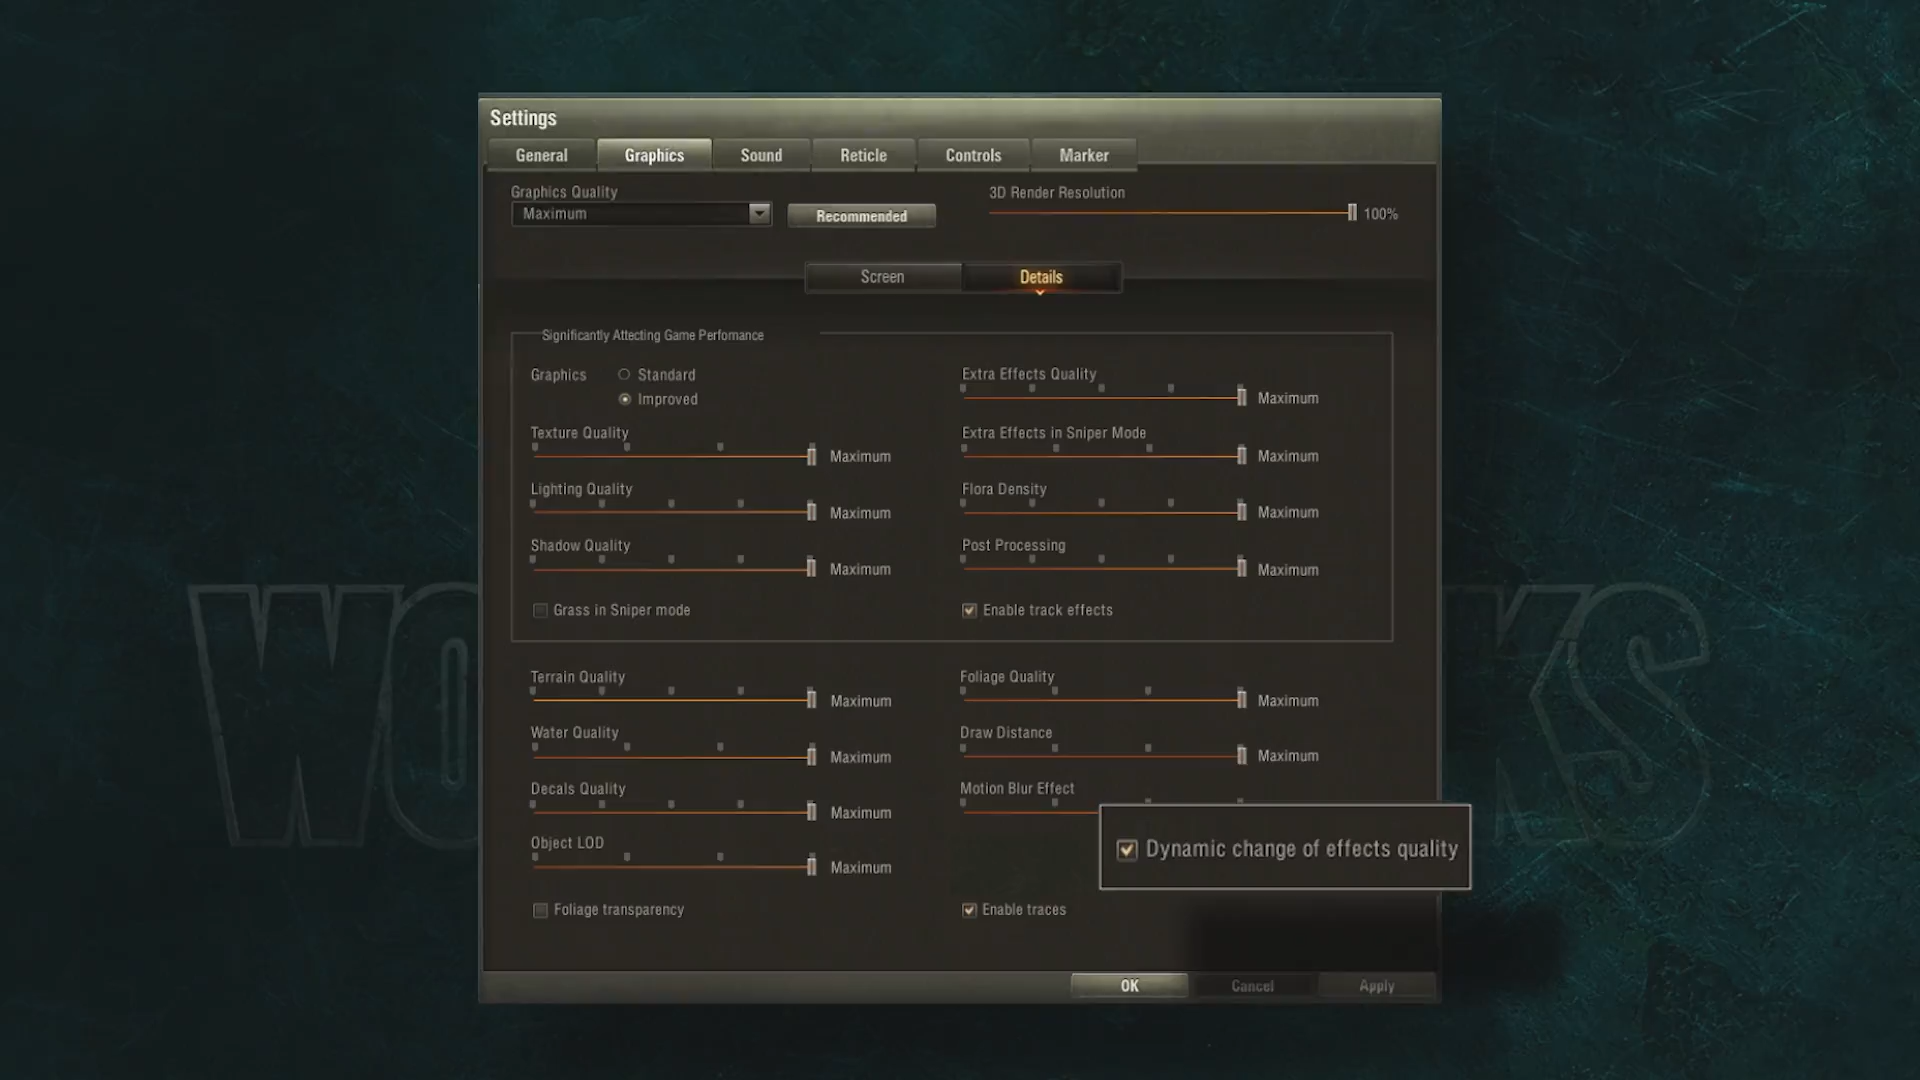 Settings
General Graphics Sound Reticle Controls Marker
Graphics Quality
Maximum
Recommended
3D Render Resolution
100%
Screen Details
Significantly Affecting Game Perfomance
Graphics
Standard
Improved
Texture Quality
Maximum
Lighting Quality
Maximum
Shadow Quality
Maximum
Grass in Sniper mode
Extra Effects Quality
Maximum
Extra Effects in Sniper Mode
Maximum
Flora Density
Maximum
Post Processing
Maximum
Enable track effects
Terrain Quality
Maximum
Water Quality
Maximum
Decals Quality
Maximum
Object LOD
Maximum
Foliage transparency
Foliage Quality
Maximum
Draw Distance
Maximum
Motion Blur Effect
Dynamic change of effects quality
Enable traces
OK Cancel Apply